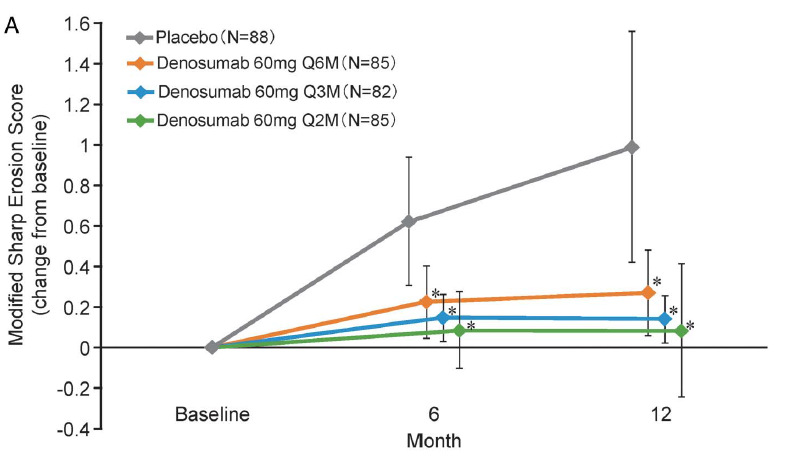 A
Modified Sharp Erosion Score
(change from baseline)
1.6
1.4
1.2
1
0.8
0.6
0.4
0.2
0
-0.2
-0.4
Placebo（N=88）
Denosumab 60mg Q6M（N=85）
Denosumab 60mg Q3M（N=82）
Denosumab 60mg Q2M（N=85）
* * *
* * *
Baseline 6 12
Month